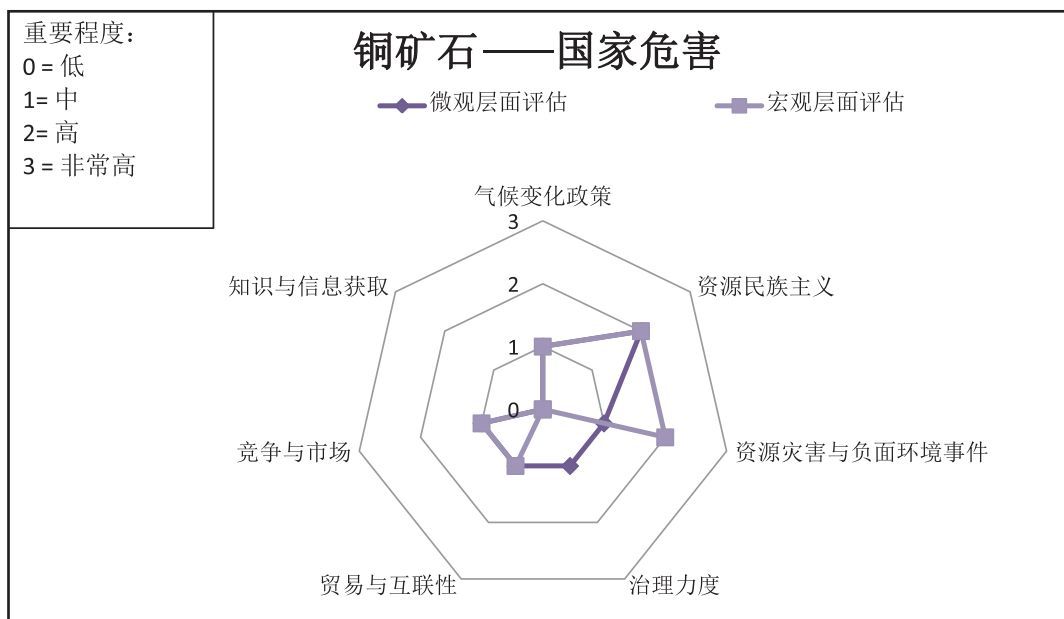 重要程度：
0 = 低
1= 中
2= 高
3 = 非常高
铜矿石——国家危害
微观层面评估
宏观层面评估
气候变化政策
3
2
1
0
资源民族主义
资源灾害与负面环境事件
治理力度
贸易与互联性
竞争与市场
知识与信息获取